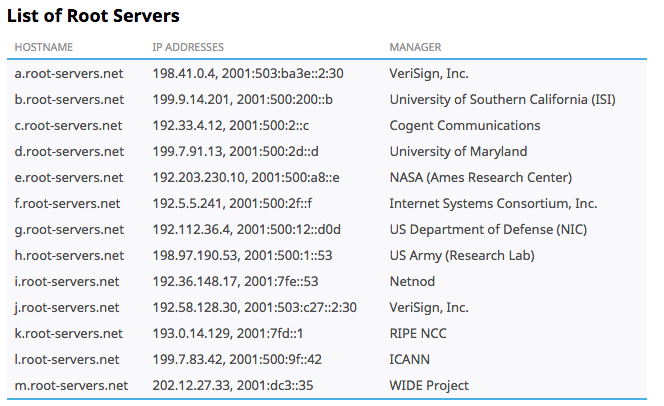 List of Root Servers
HOSTNAME IP ADDRESSES MANAGER
a.root-servers.net 198.41.0.4, 2001:503:ba3e::2:30 VeriSign, Inc.
b.root-servers.net 199.9.14.201, 2001:500:200::b University of Southern California (ISI)
c.root-servers.net 192.33.4.12, 2001:500:2::c Cogent Communications
d.root-servers.net 199.7.91.13, 2001:500:2d::d University of Maryland
e.root-servers.net 192.203.230.10, 2001:500:a8::e NASA (Ames Research Center)
f.root-servers.net 192.5.5.241, 2001:500:2f::f Internet Systems Consortium, Inc.
g.root-servers.net 192.112.36.4, 2001:500:12::d0d US Department of Defense (NIC)
h.root-servers.net 198.97.190.53, 2001:500:1::53 US Army (Research Lab)
i.root-servers.net 192.36.148.17, 2001:7fe::53 Netnod
j.root-servers.net 192.58.128.30, 2001:503:c27::2:30 VeriSign, Inc.
k.root-servers.net 193.0.14.129, 2001:7fd::1 RIPE NCC
l.root-servers.net 199.7.83.42, 2001:500:9f::42 ICANN
m.root-servers.net 202.12.27.33, 2001:dc3::35 WIDE Project